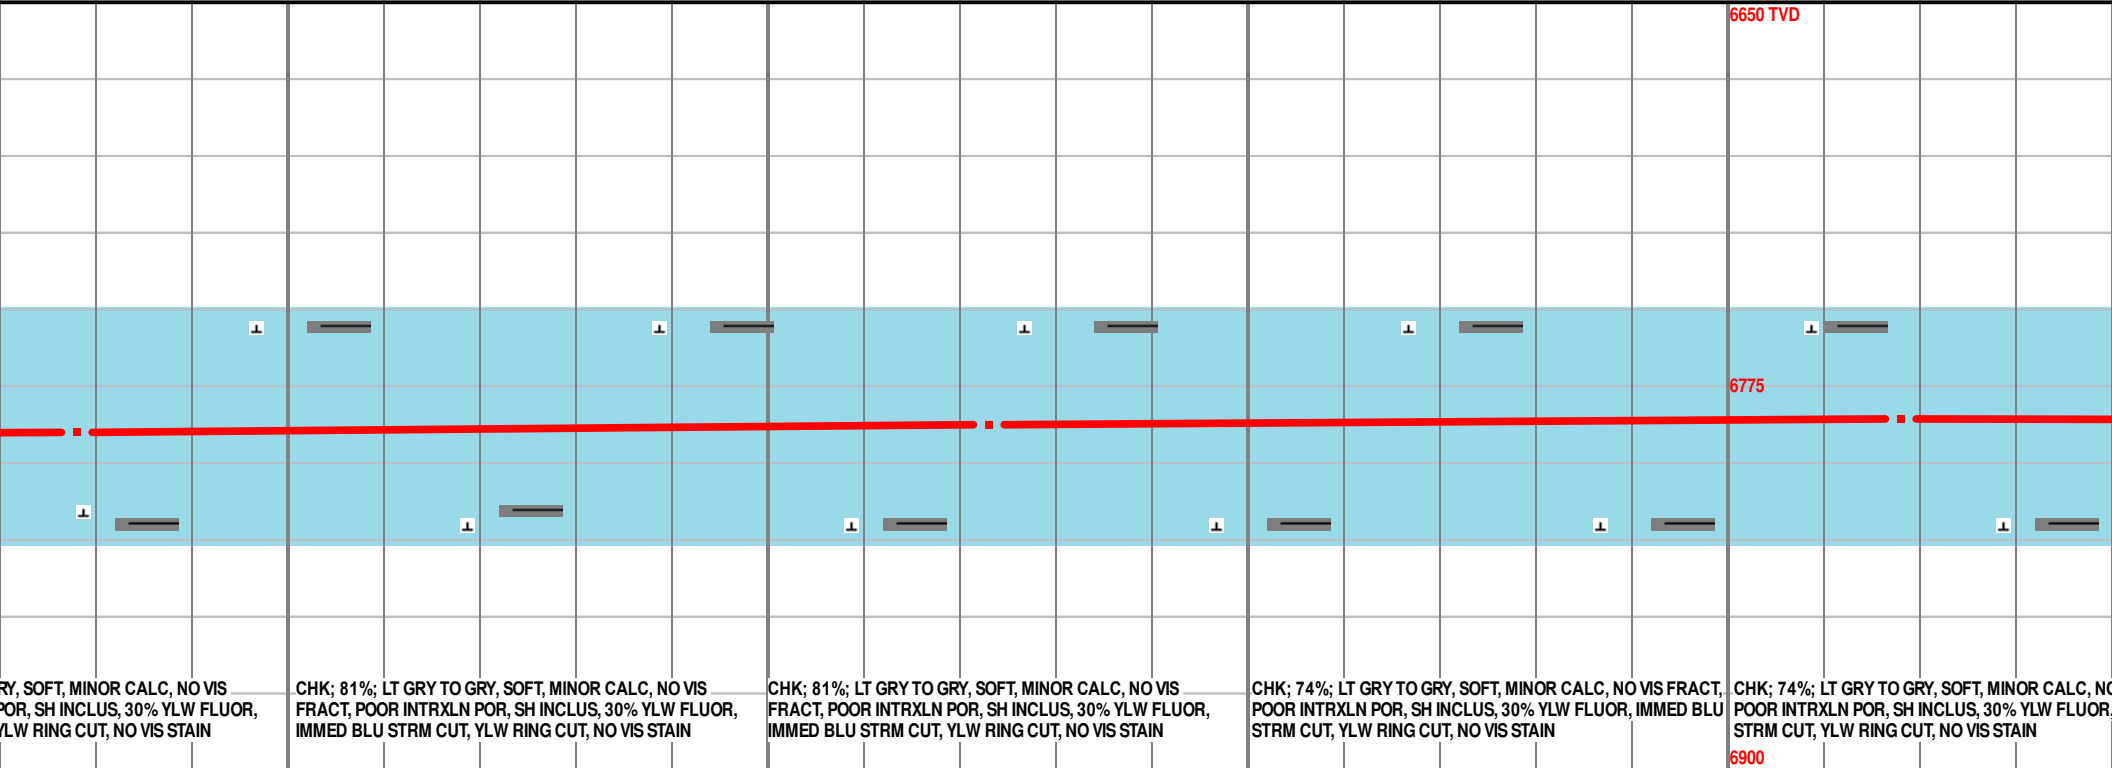 6650 TVD
6775
RY, SOFT, MINOR CALC, NO VIS
POR, SH INCLUS, 30% YLW FLUOR,
YLW RING CUT, NO VIS STAIN
CHK; 81%; LT GRY TO GRY, SOFT, MINOR CALC, NO VIS
FRACT, POOR INTRXLN POR, SH INCLUS, 30% YLW FLUOR,
IMMED BLU STRM CUT, YLW RING CUT, NO VIS STAIN
CHK; 81%; LT GRY TO GRY, SOFT, MINOR CALC, NO VIS
FRACT, POOR INTRXLN POR, SH INCLUS, 30% YLW FLUOR,
IMMED BLU STRM CUT, YLW RING CUT, NO VIS STAIN
CHK; 74%; LT GRY TO GRY, SOFT, MINOR CALC, NO VIS FRACT,
POOR INTRXLN POR, SH INCLUS, 30% YLW FLUOR, IMMED BLU
STRM CUT, YLW RING CUT, NO VIS STAIN
CHK; 74%; LT GRY TO GRY, SOFT, MINOR CALC, NO
POOR INTRXLN POR, SH INCLUS, 30% YLW FLUOR,
STRM CUT, YLW RING CUT, NO VIS STAIN
6900